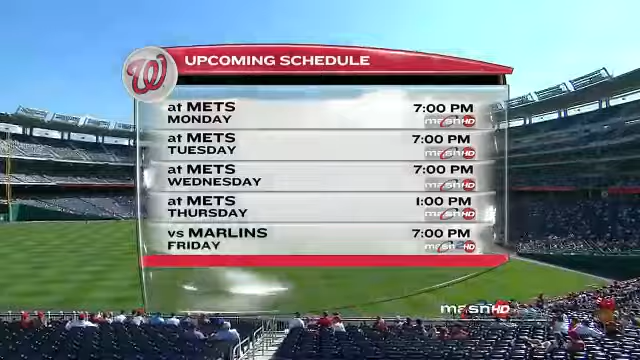 W
UPCOMING SCHEDULE
at METS 7:00 PM
MONDAY masnHD
at METS 7:00 PM
TUESDAY masnHD
at METS 7:00 PM
WEDNESDAY masnHD
at METS 1:00 PM
THURSDAY masnHD
vs MARLINS 7:00 PM
FRIDAY masnHD
masnHD